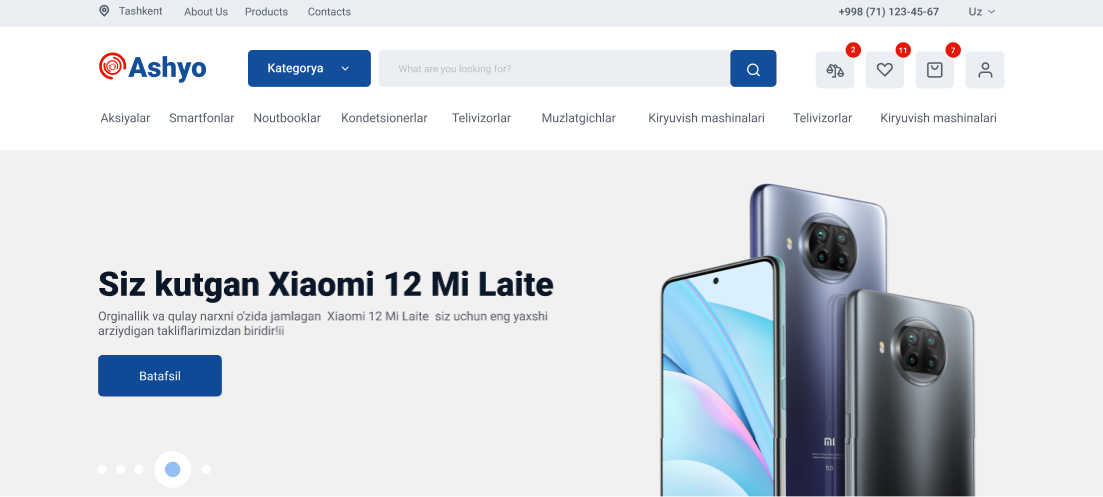 Tashkent About Us Products Contacts +998 (71) 123-45-67 Uz
Ashyo Kategorya What are you looking for? 2 11 7
Aksiyalar Smartfonlar Noutbooklar Kondetsionerlar Telivizorlar Muzlatgichlar Kiryuvish mashinalari Telivizorlar Kiryuvish mashinalari
Siz kutgan Xiaomi 12 Mi Laite
Orginallik va qulay narxni o'zida jamlagan Xiaomi 12 Mi Laite siz uchun eng yaxshi
arziydigan takliflarimizdan biridir!ii
Batafsil
MI
5G